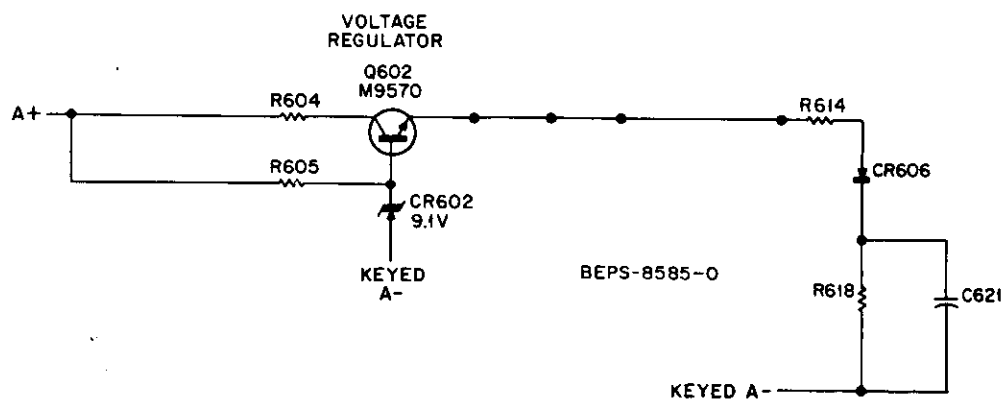 VOLTAGE
REGULATOR
Q602
M9570
A+
R604
R614
R605
CR606
CR602
9.1V
KEYED
A-
BEPS-8585-0
R618
C621
KEYED A-